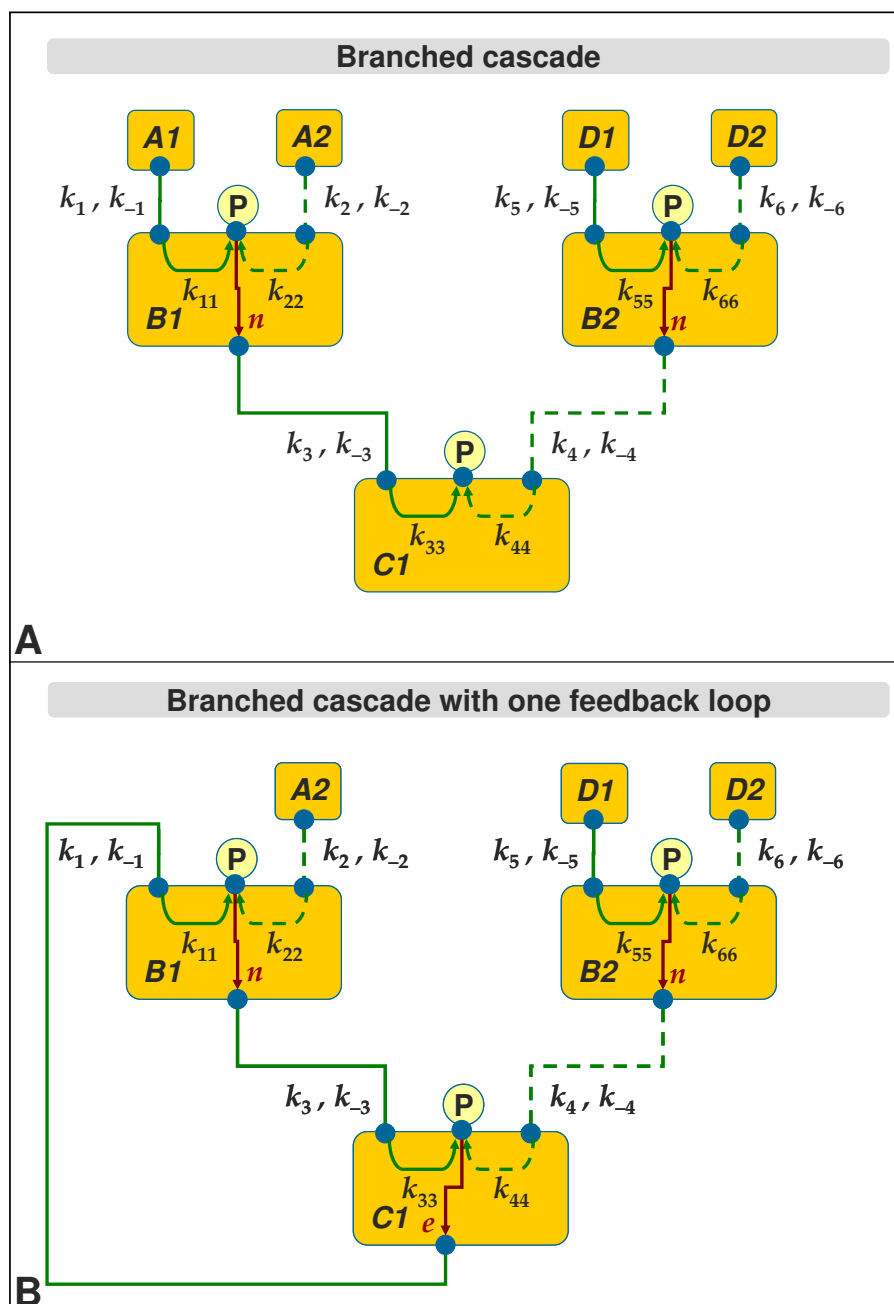 Branched cascade
A1 A2 D1 D2
k₁ , k₋₁ P k₂ , k₋₂ k₅ , k₋₅ P k₆ , k₋₆
k₁₁ k₂₂ k₅₅ k₆₆
B1 n B2 n
k₃ , k₋₃ P k₄ , k₋₄
k₃₃ k₄₄
C1
A
Branched cascade with one feedback loop
A2 D1 D2
k₁ , k₋₁ P k₂ , k₋₂ k₅ , k₋₅ P k₆ , k₋₆
k₁₁ k₂₂ k₅₅ k₆₆
B1 n B2 n
k₃ , k₋₃ P k₄ , k₋₄
k₃₃ k₄₄
C1 e
B